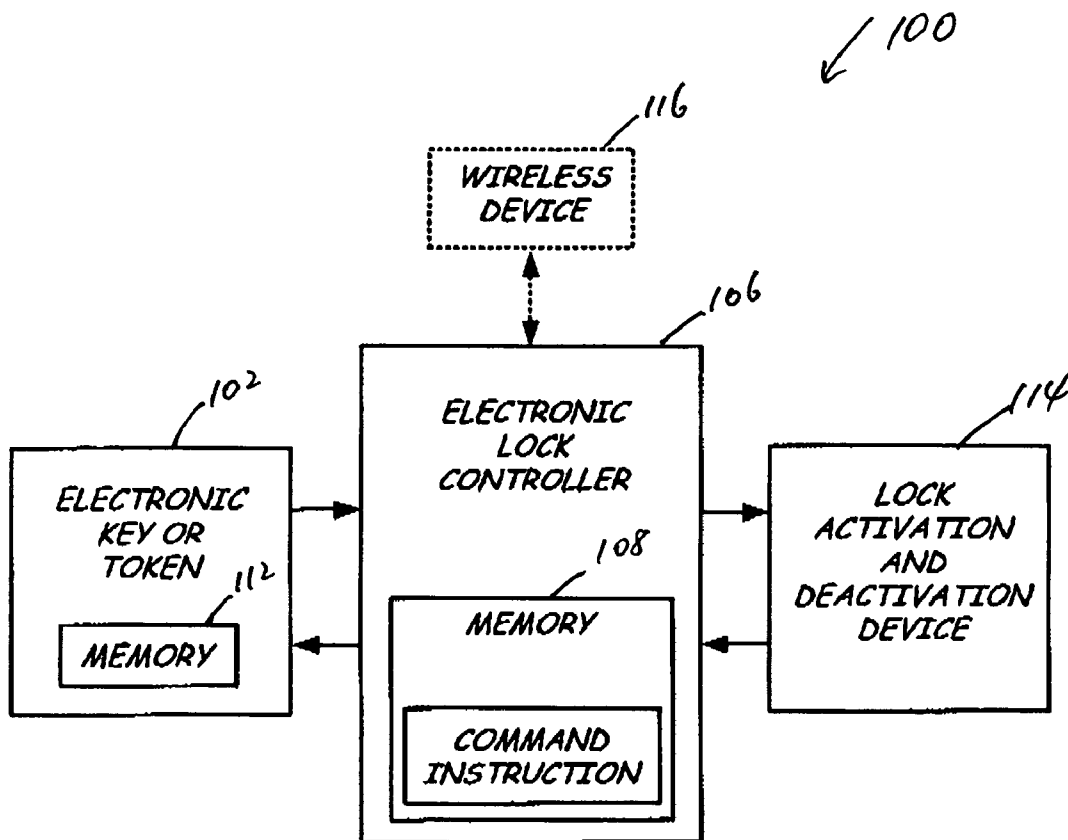 100
116
WIRELESS
DEVICE
106
ELECTRONIC
LOCK
CONTROLLER
102
ELECTRONIC
KEY OR
TOKEN
112
MEMORY
108
MEMORY
COMMAND
INSTRUCTION
114
LOCK
ACTIVATION
AND
DEACTIVATION
DEVICE